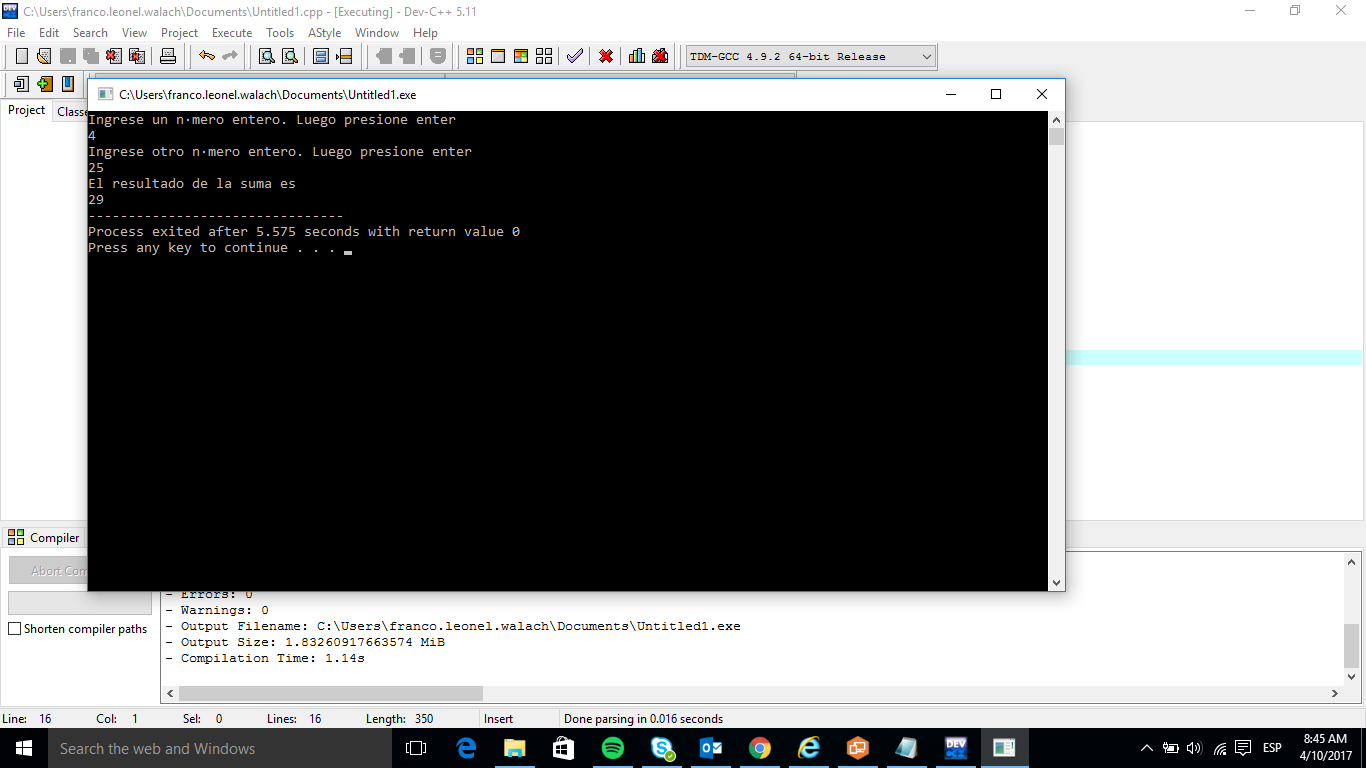 C:\Users\franco.leonel.walach\Documents\Untitled1.cpp - [Executing] - Dev-C++ 5.11
File Edit Search View Project Execute Tools AStyle Window Help
TDM-GCC 4.9.2 64-bit Release
Project Classe
C:\Users\franco.leonel.walach\Documents\Untitled1.exe
Ingrese un n·mero entero. Luego presione enter
4
Ingrese otro n·mero entero. Luego presione enter
25
El resultado de la suma es
29
--------------------------------
Process exited after 5.575 seconds with return value 0
Press any key to continue . . .
Compiler
Abort Com
Shorten compiler paths
- Errors: 0
- Warnings: 0
- Output Filename: C:\Users\franco.leonel.walach\Documents\Untitled1.exe
- Output Size: 1.83260917663574 MiB
- Compilation Time: 1.14s
Line: 16 Col: 1 Sel: 0 Lines: 16 Length: 350 Insert Done parsing in 0.016 seconds
Search the web and Windows
DEV
ESP
8:45 AM
4/10/2017